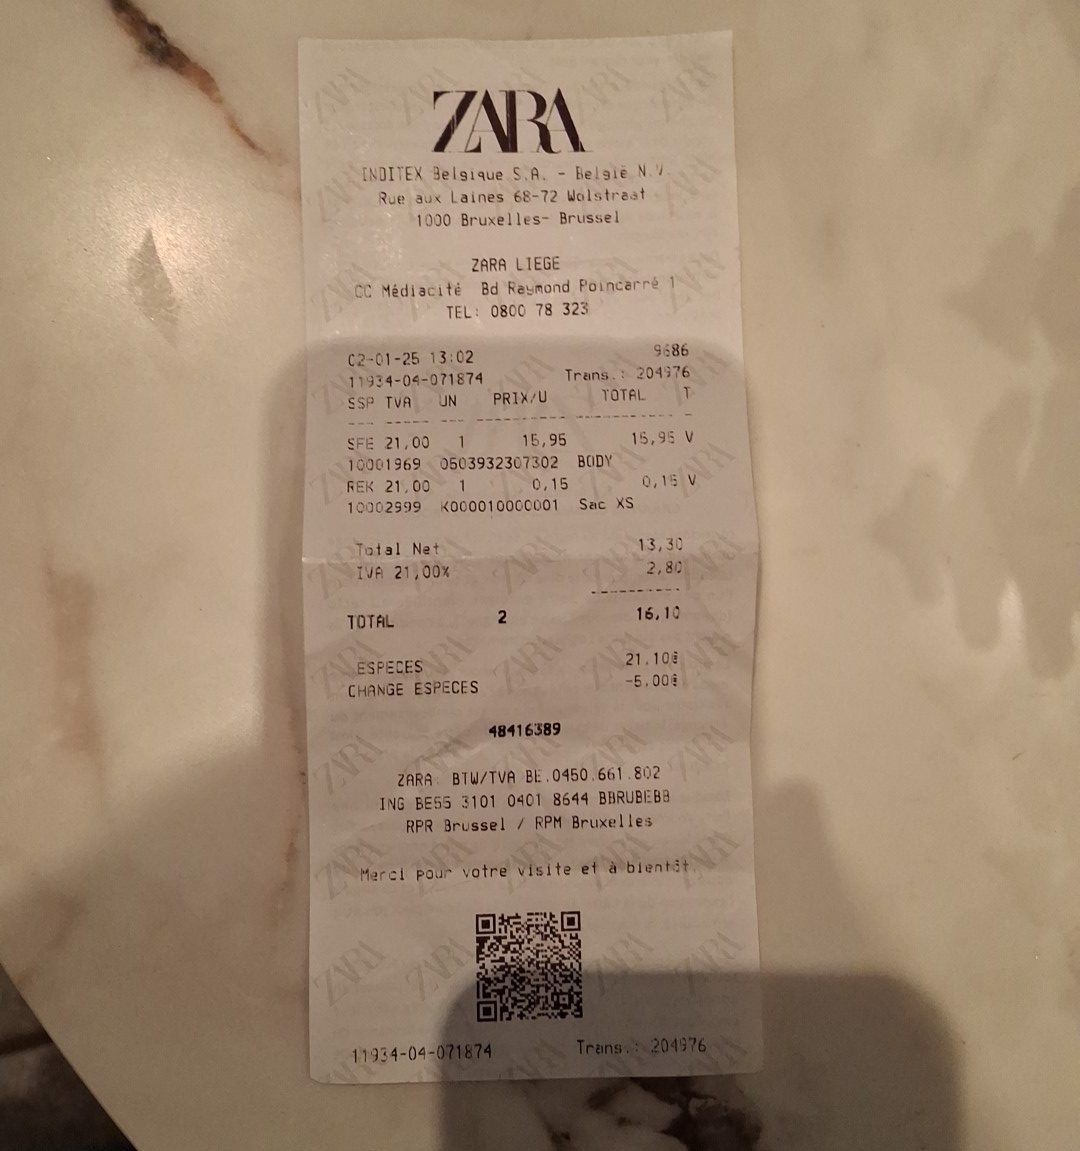 ZARA
INDITEX Belgique S.A. - België N.V.
Rue aux Laines 68-72 Wolstraat
1000 Bruxelles- Brussel
ZARA LIEGE
CC Médiacité Bd Raymond Poincarré 1
TEL: 0800 78 323
02-01-25 13:02 9686
11934-04-071874 Trans.: 204976
SSP TVA UN PRIX/U TOTAL T
SFE 21,00 1 15,95 15,95 V
10001969 0503932307302 BODY
REK 21,00 1 0,15 0,15 V
10002999 K000010000001 Sac XS
Total Net 13,30
IVA 21,00% 2,80
TOTAL 2 16,10
ESPECES 21,10€
CHANGE ESPECES -5,00€
48416389
ZARA: BTW/TVA BE.0450.661.802
ING BE55 3101 0401 8644 BBRUBEBB
RPR Brussel / RPM Bruxelles
Merci pour votre visite et à bientôt.
11934-04-071874 Trans.: 204976